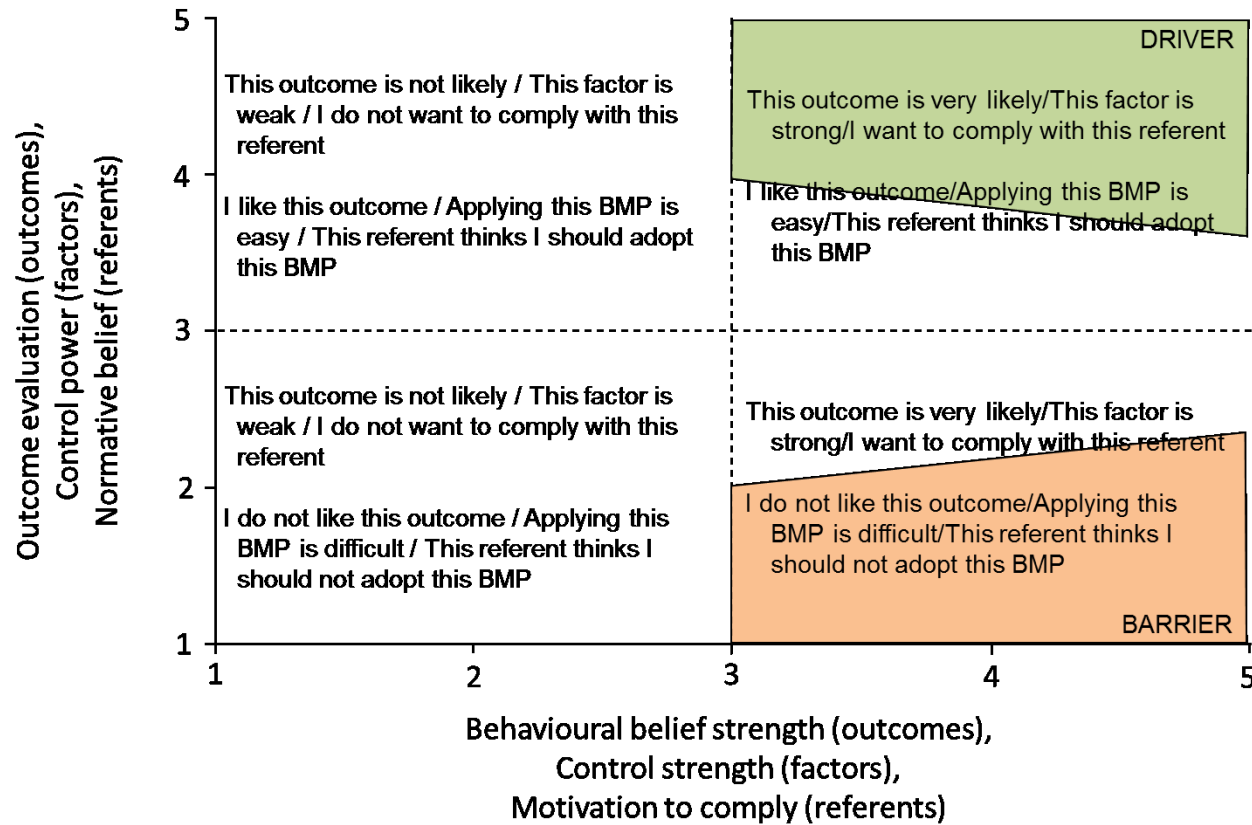 Outcome evaluation (outcomes),
Control power (factors),
Normative belief (referents)
5
4
3
2
1
This outcome is not likely / This factor is
weak / I do not want to comply with this
referent
I like this outcome / Applying this BMP is
easy / This referent thinks I should adopt
this BMP
DRIVER
This outcome is very likely/This factor is
strong/I want to comply with this referent
I like this outcome/Applying this BMP is
easy/This referent thinks I should adopt
this BMP
This outcome is not likely / This factor is
weak / I do not want to comply with this
referent
I do not like this outcome / Applying this
BMP is difficult / This referent thinks I
should not adopt this BMP
This outcome is very likely/This factor is
strong/I want to comply with this referent
I do not like this outcome/Applying this
BMP is difficult/This referent thinks I
should not adopt this BMP
BARRIER
1
2
3
4
5
Behavioural belief strength (outcomes),
Control strength (factors),
Motivation to comply (referents)